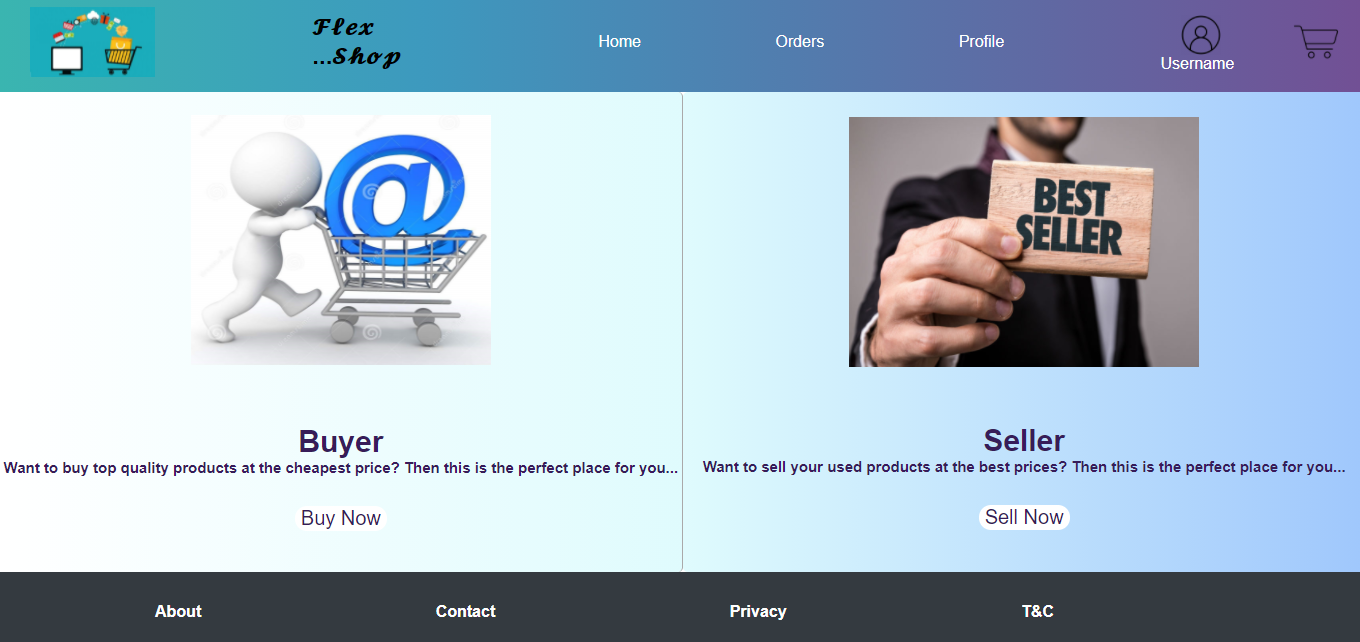 Flex
...Shop
Home
Orders
Profile
Username
@
BEST
SELLER
Buyer
Want to buy top quality products at the cheapest price? Then this is the perfect place for you...
Buy Now
Seller
Want to sell your used products at the best prices? Then this is the perfect place for you...
Sell Now
About
Contact
Privacy
T&C